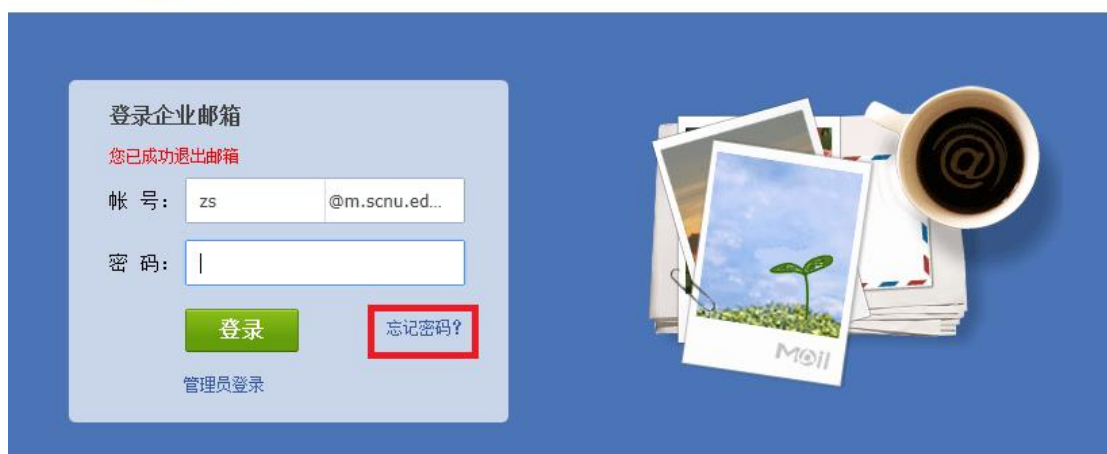 登录企业邮箱
您已成功退出邮箱
帐 号： zs @m.scnu.ed...
密 码：
登录 忘记密码？
管理员登录
@
Mail